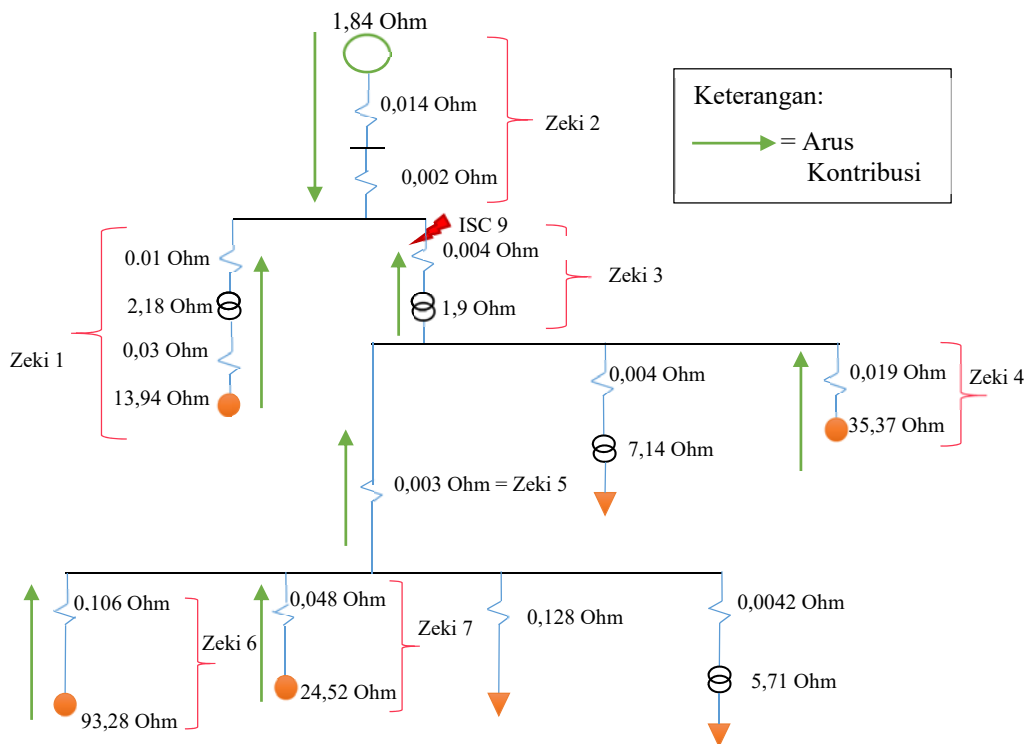 1,84 Ohm
0,014 Ohm
Zeki 2
0,002 Ohm
Keterangan:
= Arus
Kontribusi
ISC 9
0.01 Ohm
0,004 Ohm
Zeki 3
2,18 Ohm
1,9 Ohm
Zeki 1
0,03 Ohm
13,94 Ohm
0,004 Ohm
0,019 Ohm
Zeki 4
7,14 Ohm
35,37 Ohm
0,003 Ohm = Zeki 5
0,106 Ohm
0,048 Ohm
0,128 Ohm
0,0042 Ohm
Zeki 6
Zeki 7
93,28 Ohm
24,52 Ohm
5,71 Ohm